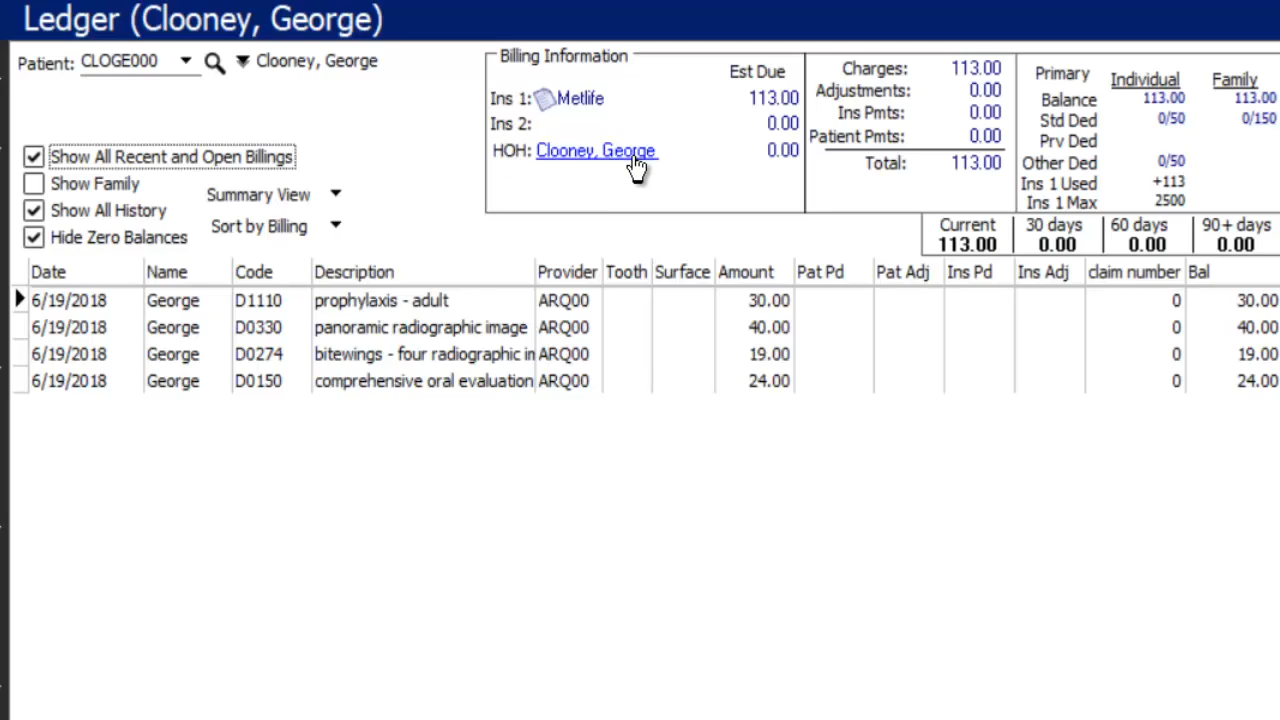 Ledger (Clooney, George)
Patient: CLOGE000 Clooney, George
Show All Recent and Open Billings
Show Family
Show All History
Hide Zero Balances
Summary View
Sort by Billing
Billing Information
Est Due
Ins 1: Metlife 113.00
Ins 2: 0.00
HOH: Clooney, George 0.00
Charges: 113.00
Adjustments: 0.00
Ins Pmts: 0.00
Patient Pmts: 0.00
Total: 113.00
Primary Individual Family
Balance 113.00 113.00
Std Ded 0/50 0/150
Prv Ded
Other Ded 0/50
Ins 1 Used +113
Ins 1 Max 2500
Current 30 days 60 days 90+ days
113.00 0.00 0.00 0.00
Date Name Code Description Provider Tooth Surface Amount Pat Pd Pat Adj Ins Pd Ins Adj claim number Bal
6/19/2018 George D1110 prophylaxis - adult ARQ00 30.00 0 30.00
6/19/2018 George D0330 panoramic radiographic image ARQ00 40.00 0 40.00
6/19/2018 George D0274 bitewings - four radiographic in ARQ00 19.00 0 19.00
6/19/2018 George D0150 comprehensive oral evaluation ARQ00 24.00 0 24.00